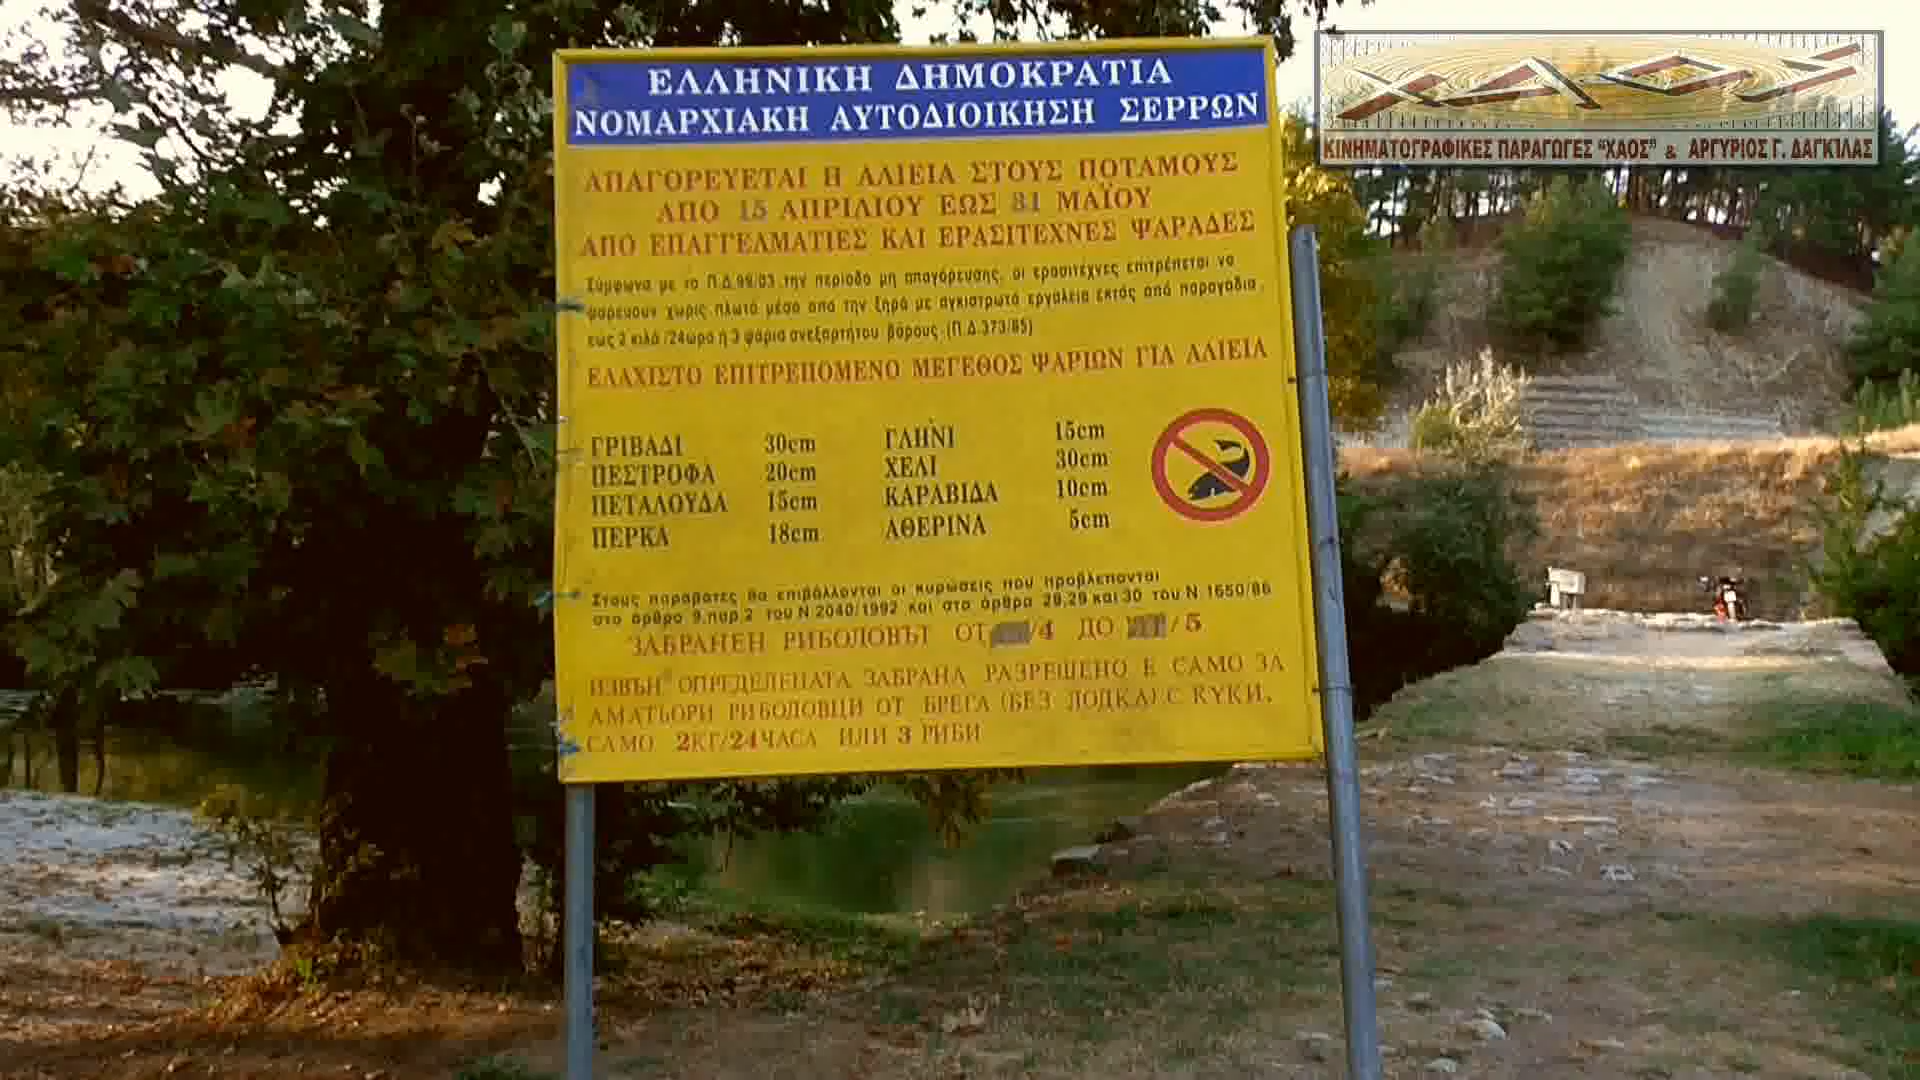 ΕΛΛΗΝΙΚΗ ΔΗΜΟΚΡΑΤΙΑ
ΝΟΜΑΡΧΙΑΚΗ ΑΥΤΟΔΙΟΙΚΗΣΗ ΣΕΡΡΩΝ
ΑΠΑΓΟΡΕΥΕΤΑΙ Η ΑΛΙΕΙΑ ΣΤΟΥΣ ΠΟΤΑΜΟΥΣ
ΑΠΟ 15 ΑΠΡΙΛΙΟΥ ΕΩΣ 31 ΜΑΪΟΥ
ΑΠΟ ΕΠΑΓΓΕΛΜΑΤΙΕΣ ΚΑΙ ΕΡΑΣΙΤΕΧΝΕΣ ΨΑΡΑΔΕΣ
Σύμφωνα με το Π.Δ.99/03 την περίοδο μη απαγόρευσης, οι ερασιτέχνες επιτρέπεται να
ψαρεύουν χωρίς πλωτό μέσο από την ξηρά με αγκιστρωτά εργαλεία εκτός από παραγάδια,
εώς 2 κιλά /24ωρο ή 3 ψάρια ανεξαρτήτου βάρους (Π.Δ.373/85)
ΕΛΑΧΙΣΤΟ ΕΠΙΤΡΕΠΟΜΕΝΟ ΜΕΓΕΘΟΣ ΨΑΡΙΩΝ ΓΙΑ ΑΛΙΕΙΑ
ΓΡΙΒΑΔΙ 30cm ΓΛΗΝΙ 15cm
ΠΕΣΤΡΟΦΑ 20cm ΧΕΛΙ 30cm
ΠΕΤΑΛΟΥΔΑ 15cm ΚΑΡΑΒΙΔΑ 10cm
ΠΕΡΚΑ 18cm ΑΘΕΡΙΝΑ 5cm
Στους παραβάτες θα επιβάλλονται οι κυρώσεις που προβλέπονται
στο άρθρο 9.παρ.2 του Ν 2040/1992 και στα άρθρα 28,29 και 30 του Ν 1650/86
ЗАБРАНЕН РИБОЛОВЪТ ОТ /4 ДО /5
ИЗВЪН ОПРЕДЕЛЕНАТА ЗАБРАНА РАЗРЕШЕНО Е САМО ЗА
АМАТЬОРИ РИБОЛОВЦИ ОТ БРЕГА (БЕЗ ЛОДКА) С КУКИ,
САМО 2КГ/24ЧАСА ИЛИ 3 РИБИ
ΧΑΟΣ
ΚΙΝΗΜΑΤΟΓΡΑΦΙΚΕΣ ΠΑΡΑΓΩΓΕΣ "ΧΑΟΣ" & ΑΡΓΥΡΙΟΣ Γ. ΔΑΓΚΙΛΑΣ